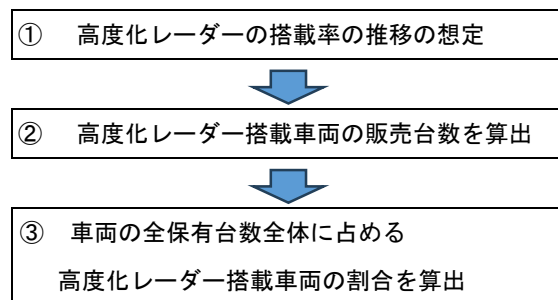 ① 高度化レーダーの搭載率の推移の想定
② 高度化レーダー搭載車両の販売台数を算出
③ 車両の全保有台数全体に占める
高度化レーダー搭載車両の割合を算出